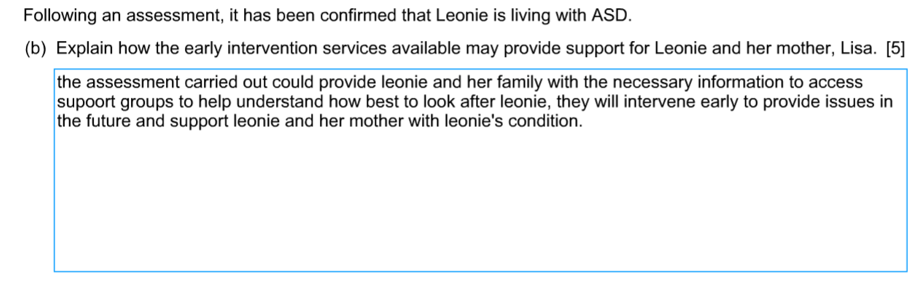 Following an assessment, it has been confirmed that Leonie is living with ASD.
(b) Explain how the early intervention services available may provide support for Leonie and her mother, Lisa. [5]
the assessment carried out could provide leonie and her family with the necessary information to access
supoort groups to help understand how best to look after leonie, they will intervene early to provide issues in
the future and support leonie and her mother with leonie's condition.